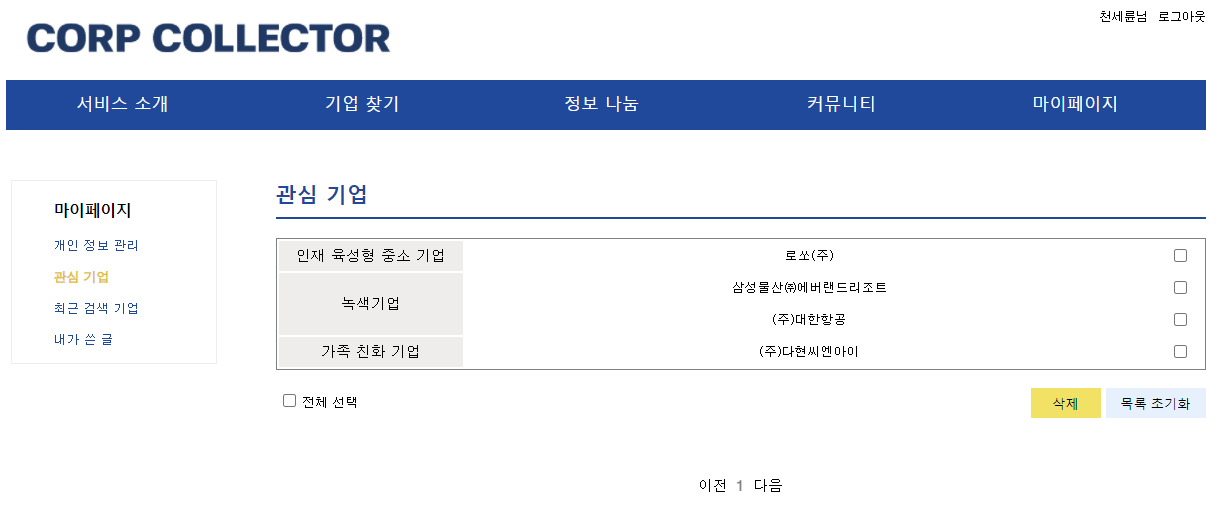 천세륜님 로그아웃
CORP COLLECTOR
서비스 소개 기업 찾기 정보 나눔 커뮤니티 마이페이지
마이페이지
개인 정보 관리
관심 기업
최근 검색 기업
내가 쓴 글
관심 기업
인재 육성형 중소 기업 로쏘(주)
녹색기업 삼성물산㈜에버랜드리조트
(주)대한항공
가족 친화 기업 (주)다현씨엔아이
전체 선택 삭제 목록 초기화
이전 1 다음